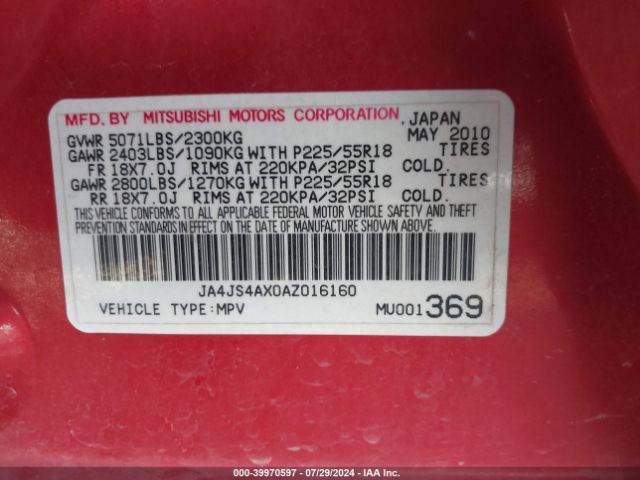 MFD. BY MITSUBISHI MOTORS CORPORATION, JAPAN
GVWR 5071LBS/2300KG MAY 2010
GAWR 2403LBS/1090KG WITH P225/55R18 TIRES
FR 18X7.0J RIMS AT 220KPA/32PSI COLD.
GAWR 2800LBS/1270KG WITH P225/55R18 TIRES
RR 18X7.0J RIMS AT 220KPA/32PSI COLD.
THIS VEHICLE CONFORMS TO ALL APPLICABLE FEDERAL MOTOR VEHICLE SAFETY AND THEFT
PREVENTION STANDARDS IN EFFECT ON THE DATE OF MANUFACTURE SHOWN ABOVE.
JA4JS4AX0AZ016160
VEHICLE TYPE:MPV MU001369
000-39970597 - 07/29/2024 - IAA Inc.